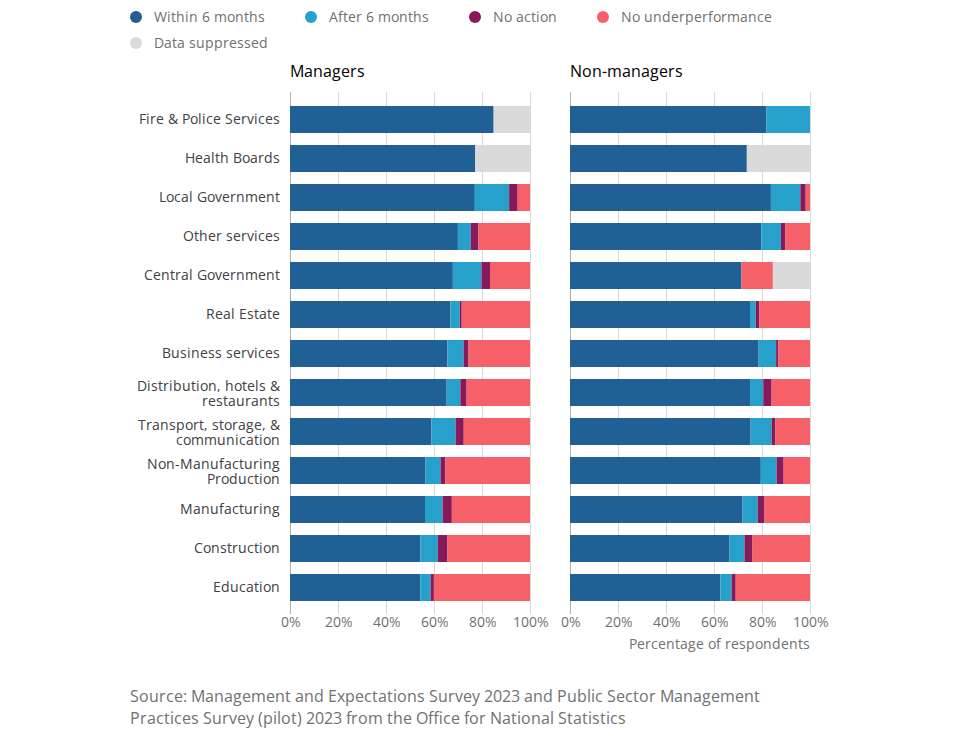 Within 6 months
After 6 months
No action
No underperformance
Data suppressed
Managers
Non-managers
Fire & Police Services
Health Boards
Local Government
Other services
Central Government
Real Estate
Business services
Distribution, hotels &
restaurants
Transport, storage, &
communication
Non-Manufacturing
Production
Manufacturing
Construction
Education
0% 20% 40% 60% 80% 100% 0% 20% 40% 60% 80% 100%
Percentage of respondents
Source: Management and Expectations Survey 2023 and Public Sector Management
Practices Survey (pilot) 2023 from the Office for National Statistics